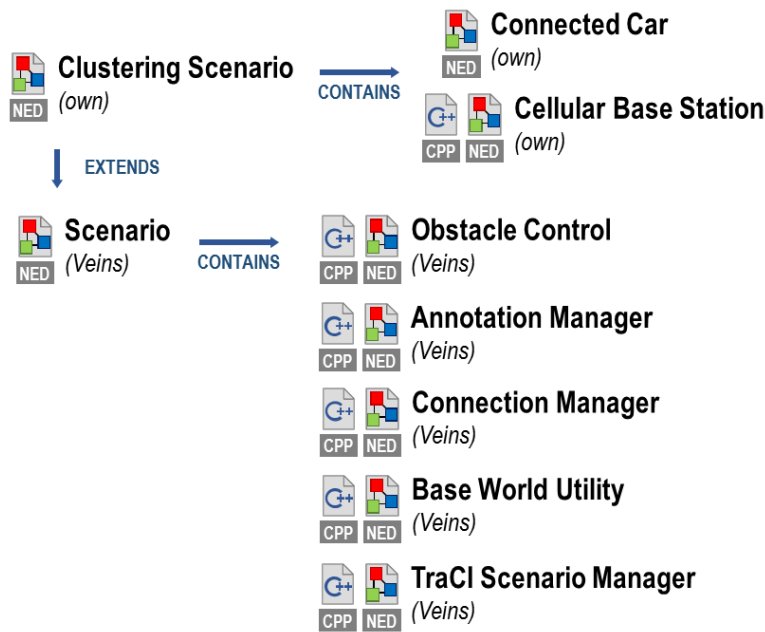 Connected Car
NED (own)
Clustering Scenario
NED (own)
CONTAINS
C++ Cellular Base Station
CPP NED (own)
EXTENDS
Scenario
NED (Veins)
CONTAINS
C++ Obstacle Control
CPP NED (Veins)
C++ Annotation Manager
CPP NED (Veins)
C++ Connection Manager
CPP NED (Veins)
C++ Base World Utility
CPP NED (Veins)
C++ TraCI Scenario Manager
CPP NED (Veins)